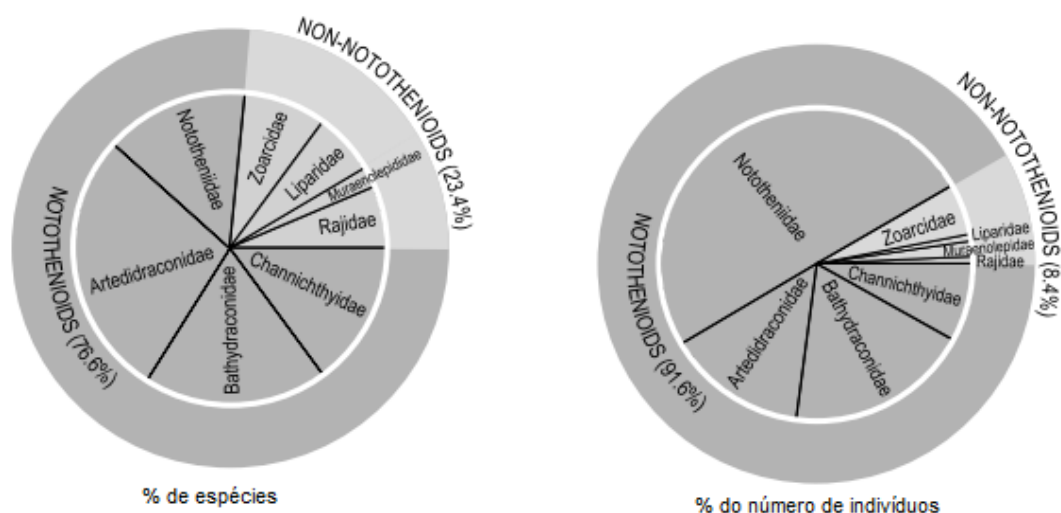 NON-NOTOTHENIOIDS (23.4%)
NOTOTHENIOIDS (76.6%)
Nototheniidae
Zoarcidae
Liparidae
Muraenolepididae
Rajidae
Channichthyidae
Bathydraconidae
Artedidraconidae
% de espécies
NON-NOTOTHENIOIDS (8.4%)
NOTOTHENIOIDS (91.6%)
Nototheniidae
Zoarcidae
Liparidae
Muraenolepidae
Rajidae
Channichthyidae
Bathydraconidae
Artedidraconidae
% do número de indivíduos